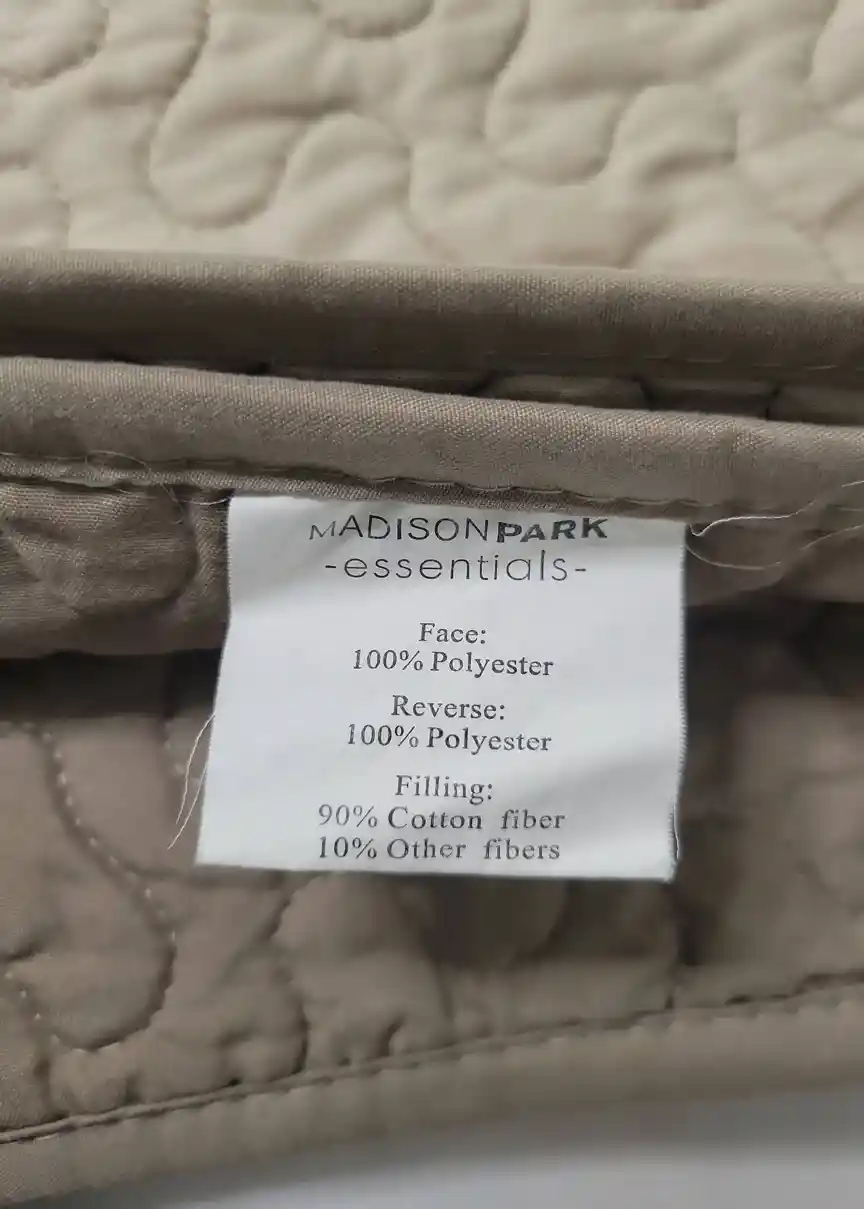 MADISONPARK
-essentials-
Face:
100% Polyester
Reverse:
100% Polyester
Filling:
90% Cotton fiber
10% Other fibers